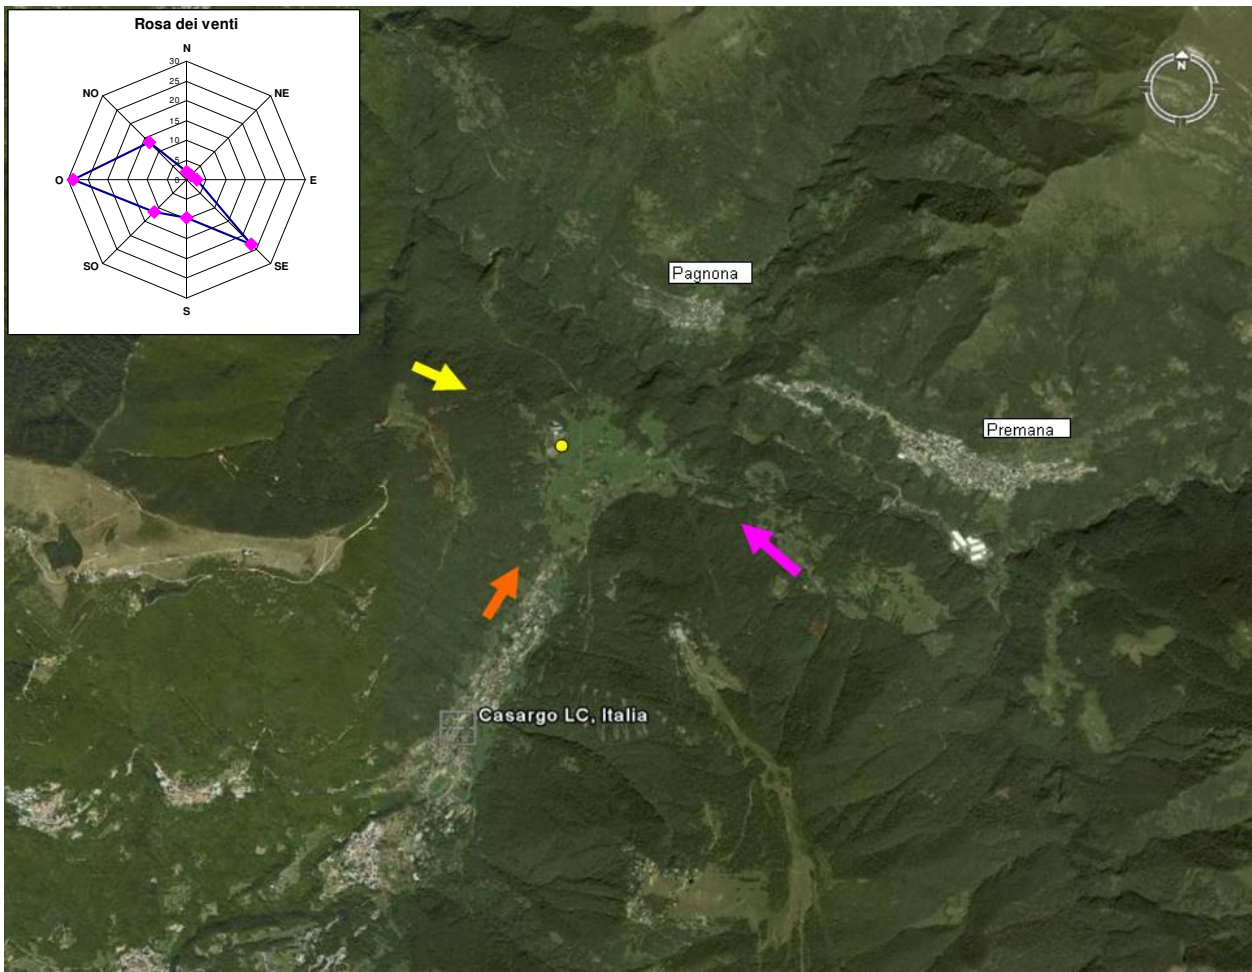 Rosa dei venti
N
30
25
20
15
10
5
0
NO
NE
O
E
SO
SE
S
N
Pagnona
Premana
Casargo LC, Italia